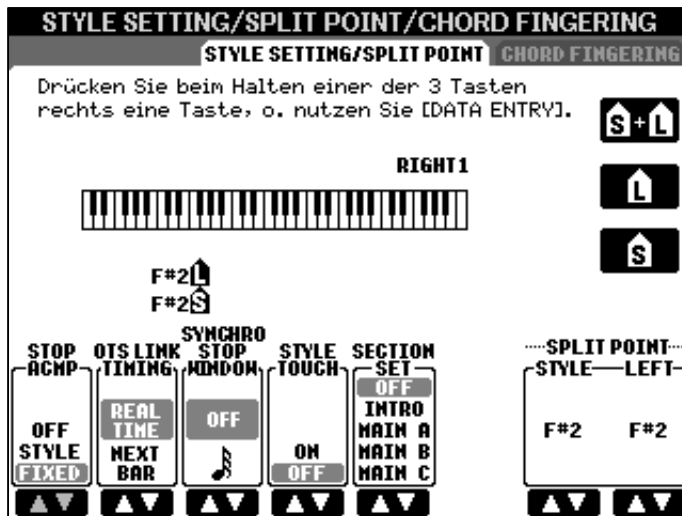 STYLE SETTING/SPLIT POINT/CHORD FINGERING
STYLE SETTING/SPLIT POINT CHORD FINGERING
Drücken Sie beim Halten einer der 3 Tasten
rechts eine Taste, o. nutzen Sie [DATA ENTRY].
S+L
RIGHT1
L
S
F#2 L
F#2 S
STOP ACMP
OFF
STYLE
FIXED
OTS LINK TIMING
REAL TIME
NEXT BAR
SYNCHRO STOP WINDOW
OFF
STYLE TOUCH
ON
OFF
SECTION SET
OFF
INTRO
MAIN A
MAIN B
MAIN C
SPLIT POINT
STYLE LEFT
F#2 F#2